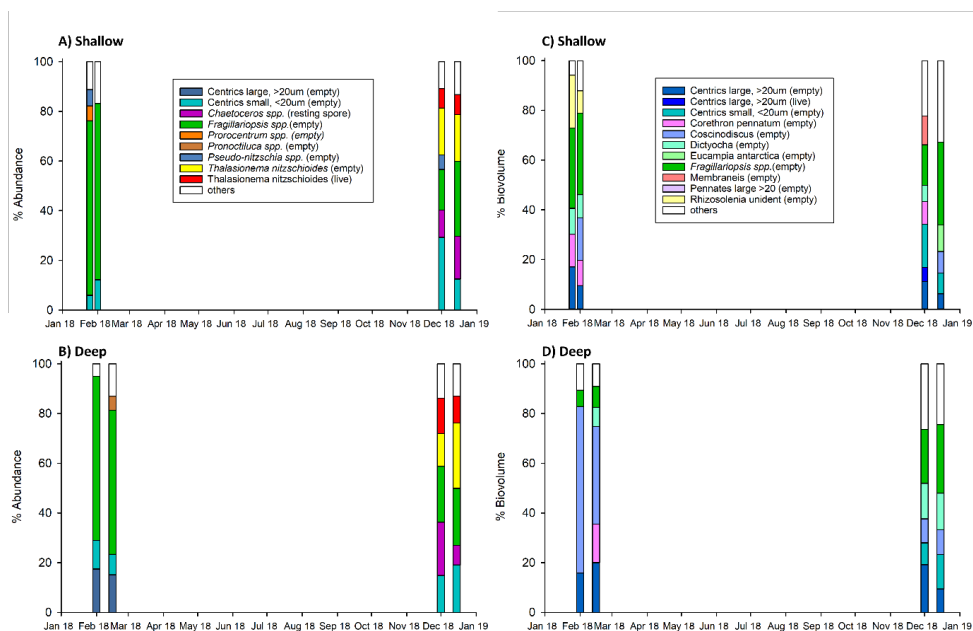 A) Shallow
100
80
60
40
20
0
% Abundance
Centrics large, >20um (empty)
Centrics small, <20um (empty)
Chaetoceros spp. (resting spore)
Fragillariopsis spp.(empty)
Prorocentrum spp. (empty)
Pronoctiluca spp. (empty)
Pseudo-nitzschia spp. (empty)
Thalasionema nitzschioides (empty)
Thalassionema nitzschioides (live)
others
Jan 18 Feb 18 Mar 18 Apr 18 May 18 Jun 18 Jul 18 Aug 18 Sep 18 Oct 18 Nov 18 Dec 18 Jan 19
C) Shallow
100
80
60
40
20
0
% Biovolume
Centrics large, >20um (empty)
Centrics large, >20um (live)
Centrics small, <20um (empty)
Corethron pennatum (empty)
Coscinodiscus (empty)
Dictyocha (empty)
Eucampia antarctica (empty)
Fragillariopsis spp.(empty)
Membraneis (empty)
Pennates large >20 (empty)
Rhizosolenia unident (empty)
others
Jan 18 Feb 18 Mar 18 Apr 18 May 18 Jun 18 Jul 18 Aug 18 Sep 18 Oct 18 Nov 18 Dec 18 Jan 19
B) Deep
100
80
60
40
20
0
% Abundance
Jan 18 Feb 18 Mar 18 Apr 18 May 18 Jun 18 Jul 18 Aug 18 Sep 18 Oct 18 Nov 18 Dec 18 Jan 19
D) Deep
100
80
60
40
20
0
% Biovolume
Jan 18 Feb 18 Mar 18 Apr 18 May 18 Jun 18 Jul 18 Aug 18 Sep 18 Oct 18 Nov 18 Dec 18 Jan 19